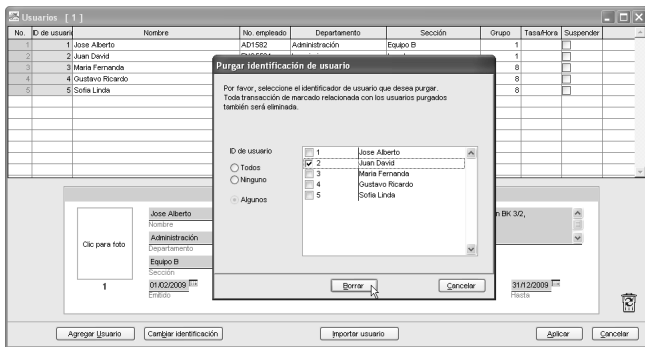 Usuarios [ 1 ]
No. ID de usuario Nombre No. empleado Departamento Sección Grupo Tasa/Hora Suspender
1 1 Jose Alberto AD1582 Administración Equipo B 1
2 2 Juan David 1
3 3 Maria Fernanda 8
4 4 Gustavo Ricardo 8
5 5 Sofia Linda 8
Purgar identificación de usuario
Por favor, seleccione el identificador de usuario que desea purgar.
Toda transacción de marcado relacionada con los usuarios purgados
también será eliminada.
ID de usuario
Todos
Ninguno
Algunos
1 Jose Alberto
2 Juan David
3 Maria Fernanda
4 Gustavo Ricardo
5 Sofia Linda
Borrar Cancelar
Clic para foto
1
Jose Alberto
Nombre
Administración
Departamento
Equipo B
Sección
01/02/2009
Emitido
n BK 3/2,
31/12/2009
Hasta
Agregar Usuario Cambiar identificación Importar usuario Aplicar Cancelar